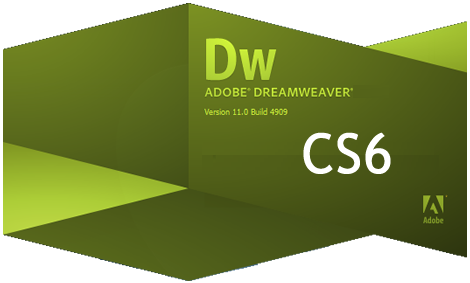 Dw
ADOBE® DREAMWEAVER®
Version 11.0 Build 4909
CS6
Adobe